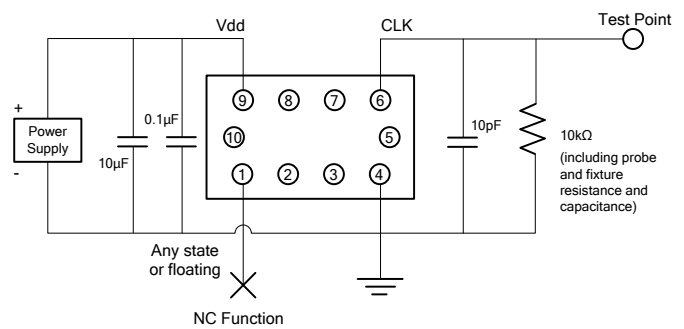 Test Point
Vdd
CLK
+
Power
Supply
-
10µF
0.1µF
9
8
7
6
10
5
1
2
3
4
10pF
10kΩ
(including probe
and fixture
resistance and
capacitance)
Any state
or floating
NC Function